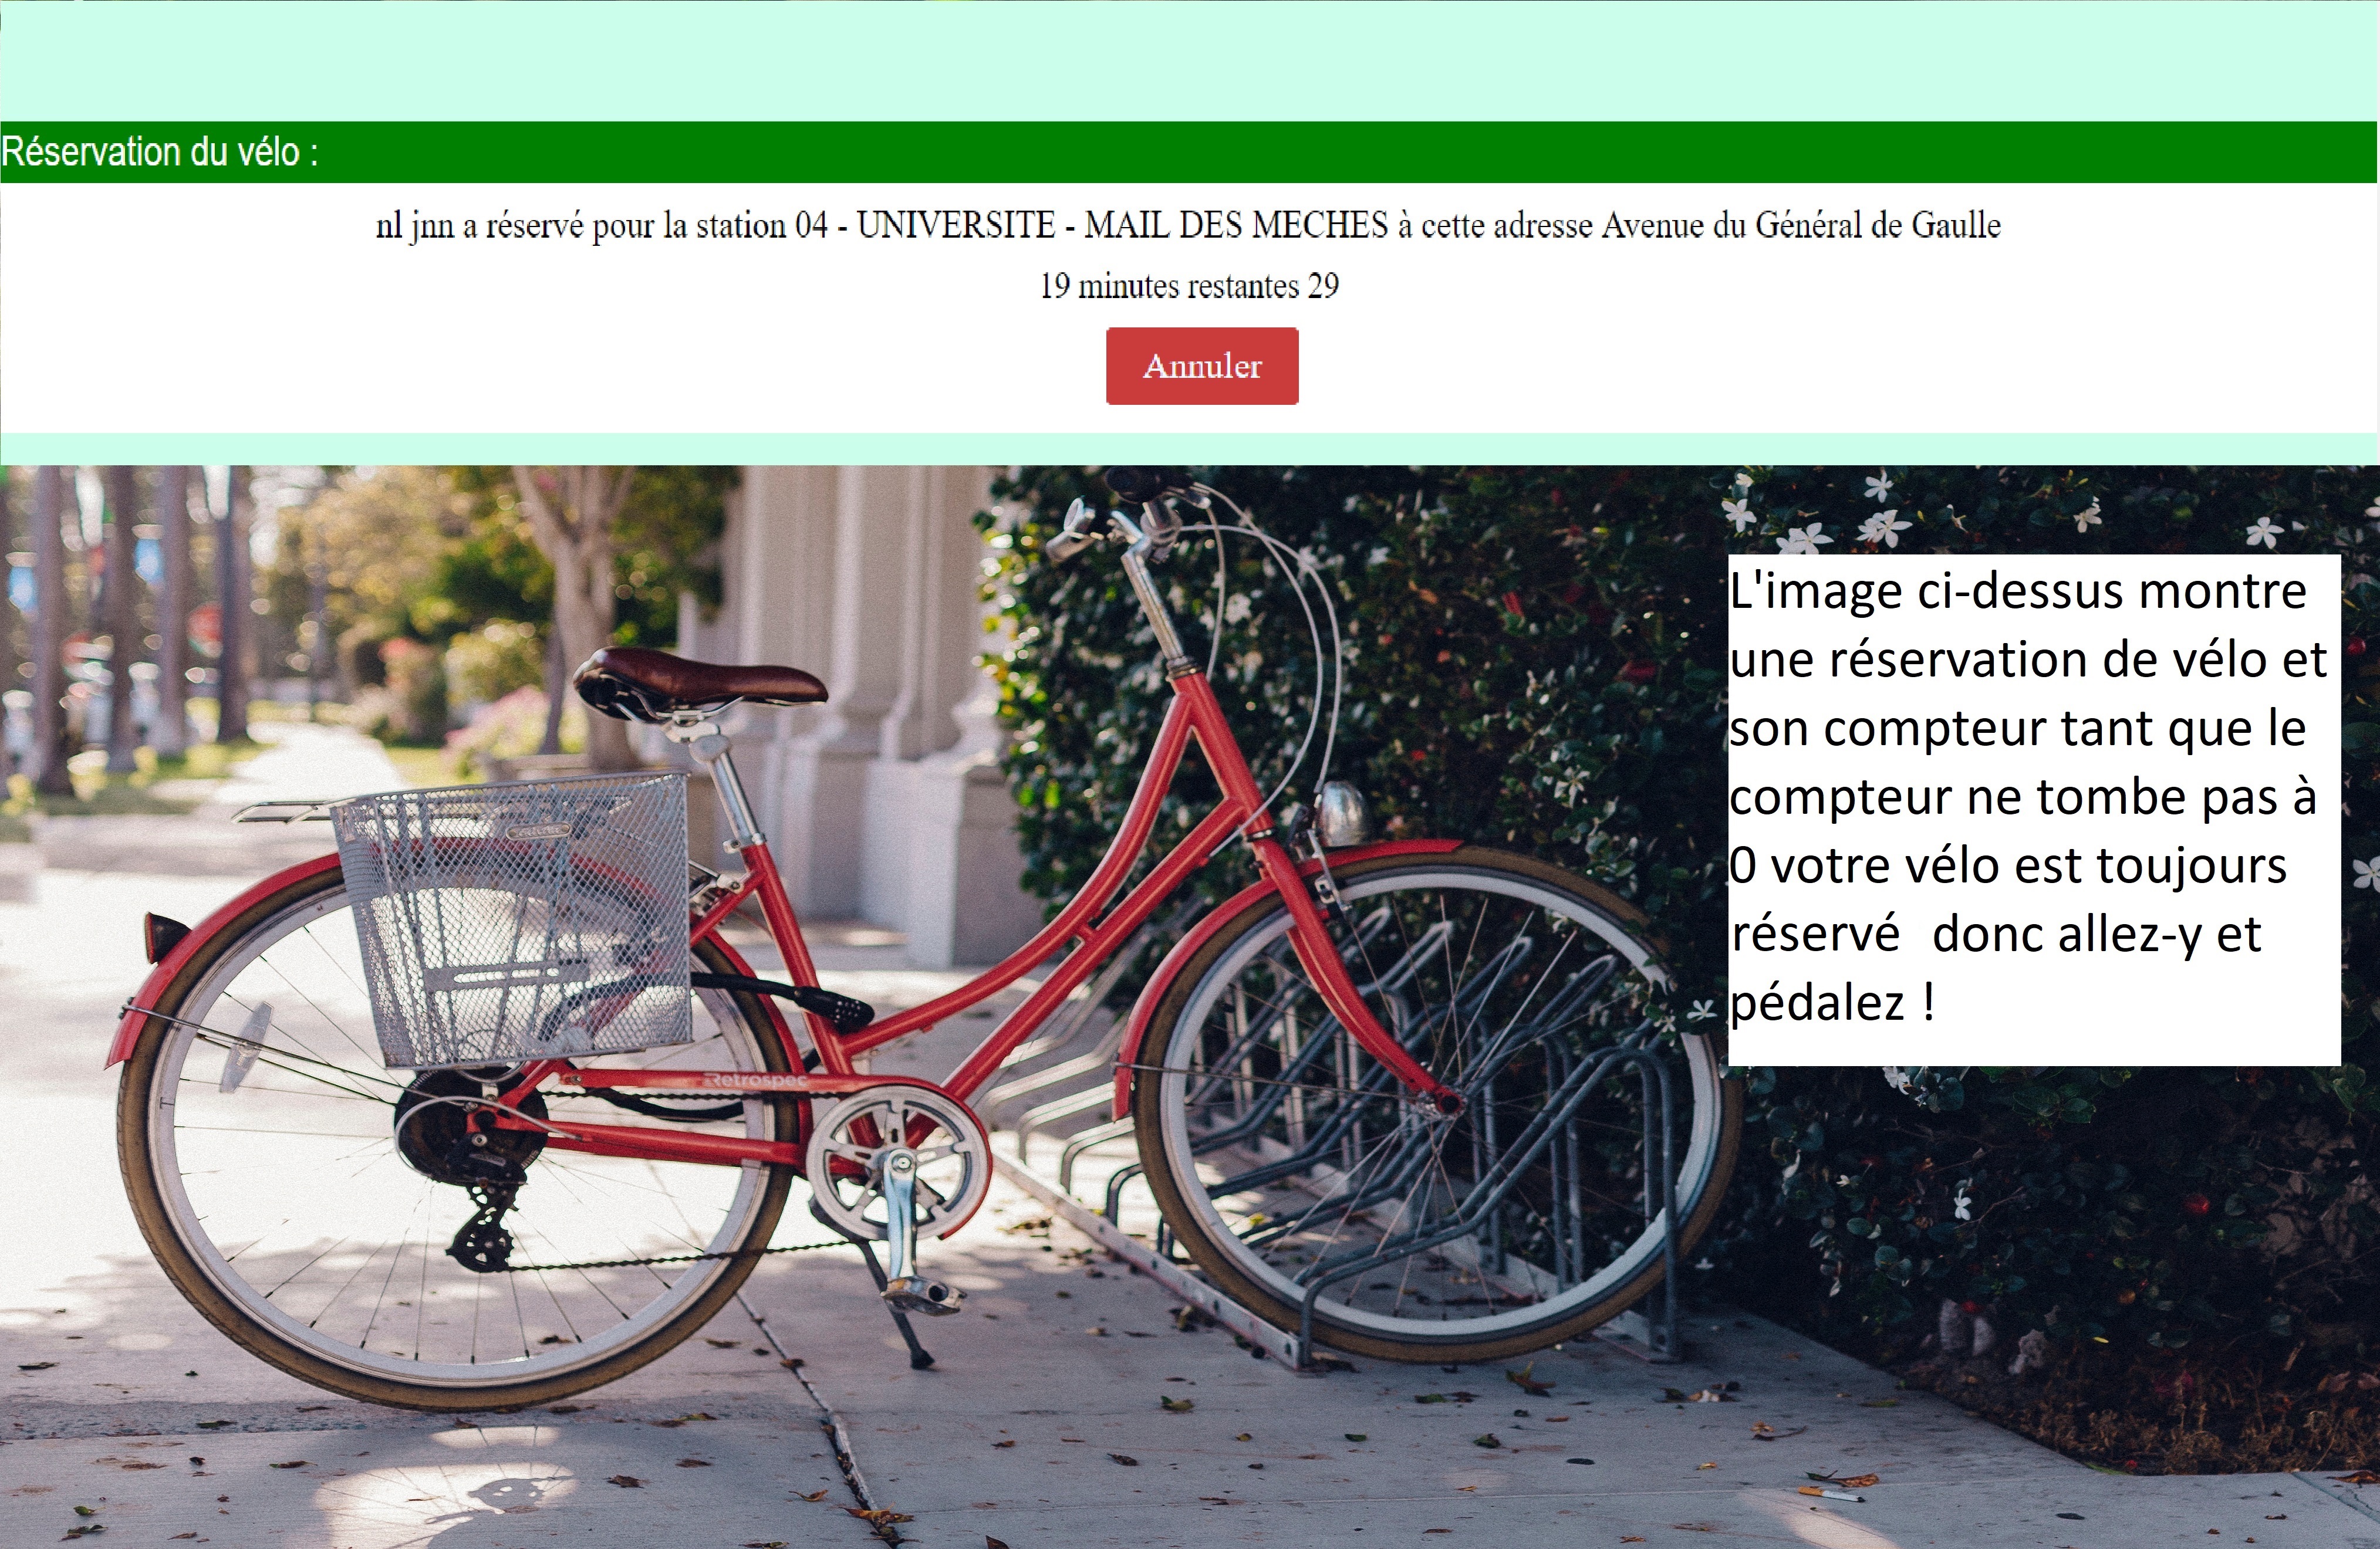 Réservation du vélo :
nl jnn a réservé pour la station 04 - UNIVERSITE - MAIL DES MECHES à cette adresse Avenue du Général de Gaulle
19 minutes restantes 29
Annuler
L'image ci-dessus montre
une réservation de vélo et
son compteur tant que le
compteur ne tombe pas à
0 votre vélo est toujours
réservé donc allez-y et
pédalez !
Retrospec